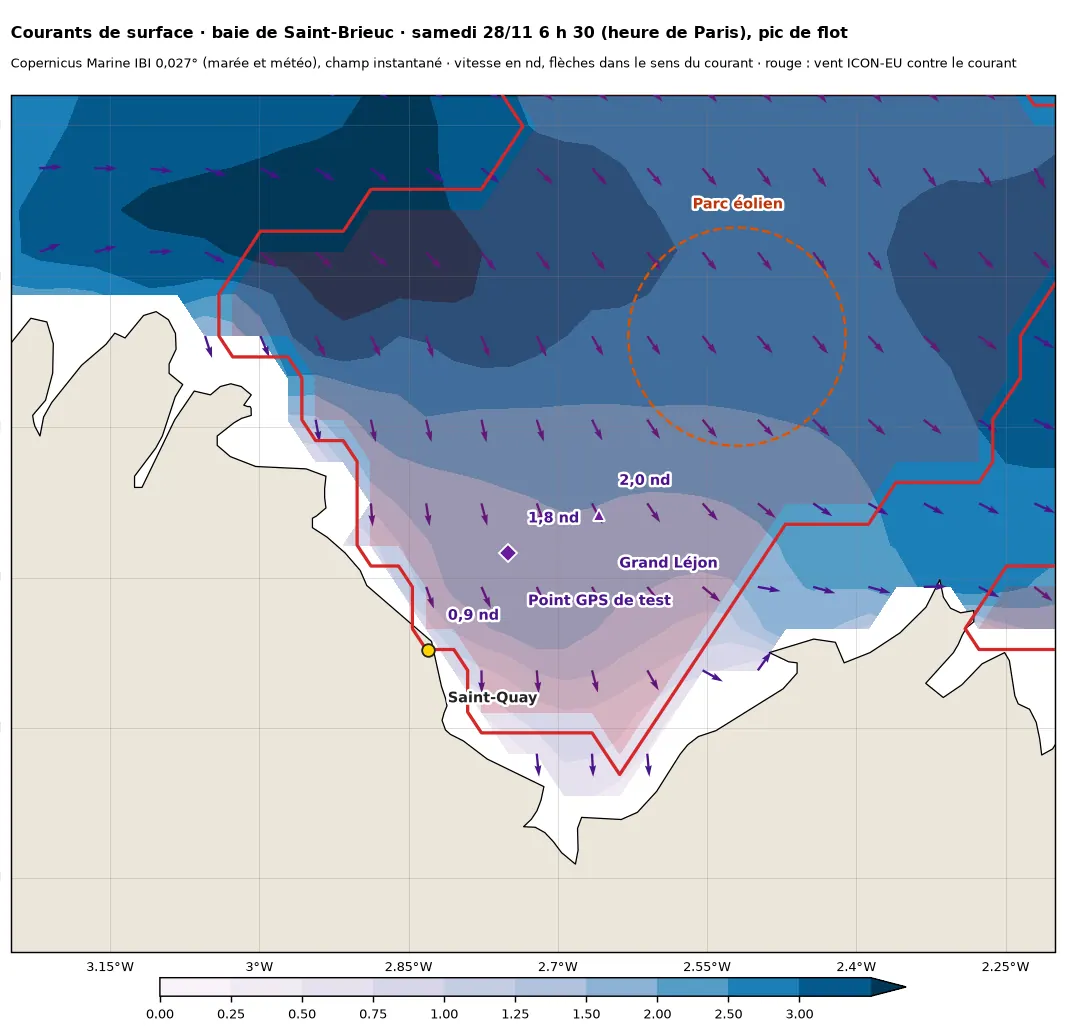 Courants de surface · baie de Saint-Brieuc · samedi 28/11 6 h 30 (heure de Paris), pic de flot
Copernicus Marine IBI 0,027° (marée et météo), champ instantané · vitesse en nd, flèches dans le sens du courant · rouge : vent ICON-EU contre le courant
Parc éolien
2,0 nd
1,8 nd
Grand Léjon
Point GPS de test
0,9 nd
Saint-Quay
3.15°W 3°W 2.85°W 2.7°W 2.55°W 2.4°W 2.25°W
0.00 0.25 0.50 0.75 1.00 1.25 1.50 2.00 2.50 3.00